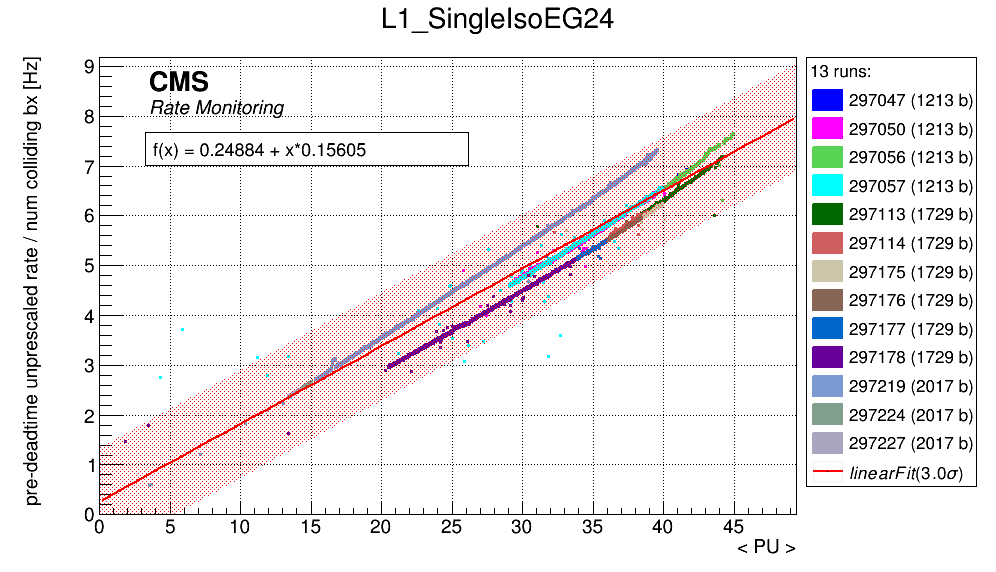 L1_SingleIsoEG24
pre-deadtime unprescaled rate / num colliding bx [Hz]
9
8
7
6
5
4
3
2
1
0
CMS
Rate Monitoring
f(x) = 0.24884 + x*0.15605
0 5 10 15 20 25 30 35 40 45
< PU >
13 runs:
297047 (1213 b)
297050 (1213 b)
297056 (1213 b)
297057 (1213 b)
297113 (1729 b)
297114 (1729 b)
297175 (1729 b)
297176 (1729 b)
297177 (1729 b)
297178 (1729 b)
297219 (2017 b)
297224 (2017 b)
297227 (2017 b)
linearFit(3.0σ)